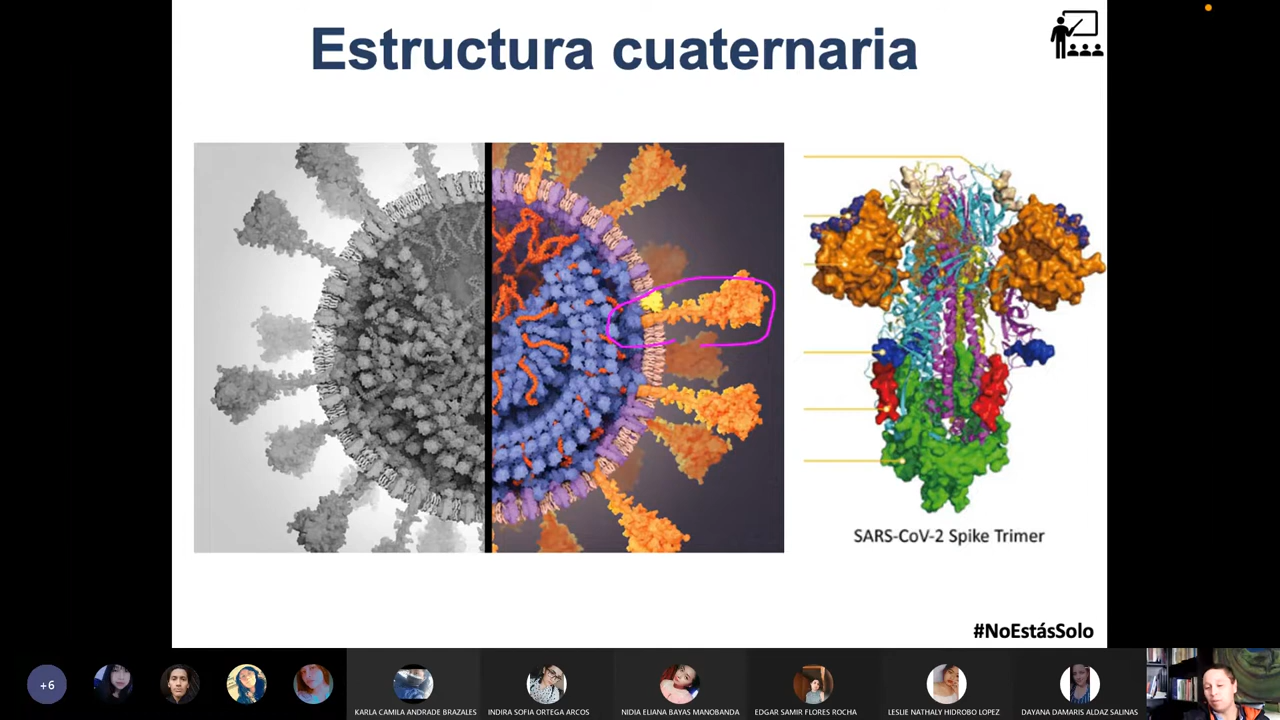 Estructura cuaternaria
SARS-CoV-2 Spike Trimer
#NoEstásSolo
+6
KARLA CAMILA ANDRADE BRAZALES
INDIRA SOFIA ORTEGA ARCOS
NIDIA ELIANA BAYAS MANOBANDA
EDGAR SAMIR FLORES ROCHA
LESLIE NATHALY HIDROBO LOPEZ
DAYANA DAMARIS ALDAZ SALINAS